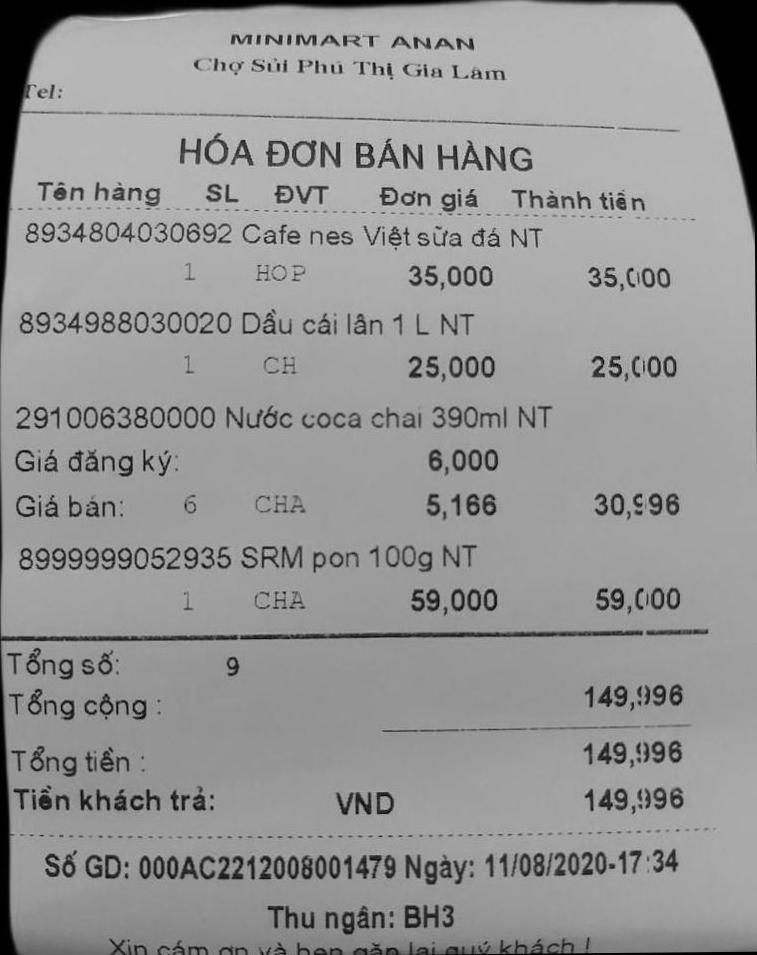 MINIMART ANAN
Chợ Sủi Phú Thị Gia Lâm
Tel:
HÓA ĐƠN BÁN HÀNG
Tên hàng SL ĐVT Đơn giá Thành tiền
8934804030692 Cafe nes Việt sữa đá NT
1 HOP 35,000 35,000
8934988030020 Dầu cái lân 1 L NT
1 CH 25,000 25,000
291006380000 Nước coca chai 390ml NT
Giá đăng ký: 6,000
Giá bán: 6 CHA 5,166 30,996
8999999052935 SRM pon 100g NT
1 CHA 59,000 59,000
Tổng số: 9
Tổng cộng : 149,996
Tổng tiền : 149,996
Tiền khách trả: VND 149,996
Số GD: 000AC2212008001479 Ngày: 11/08/2020-17:34
Thu ngân: BH3
Xin cám ơn và hẹn gặp lại quý khách !